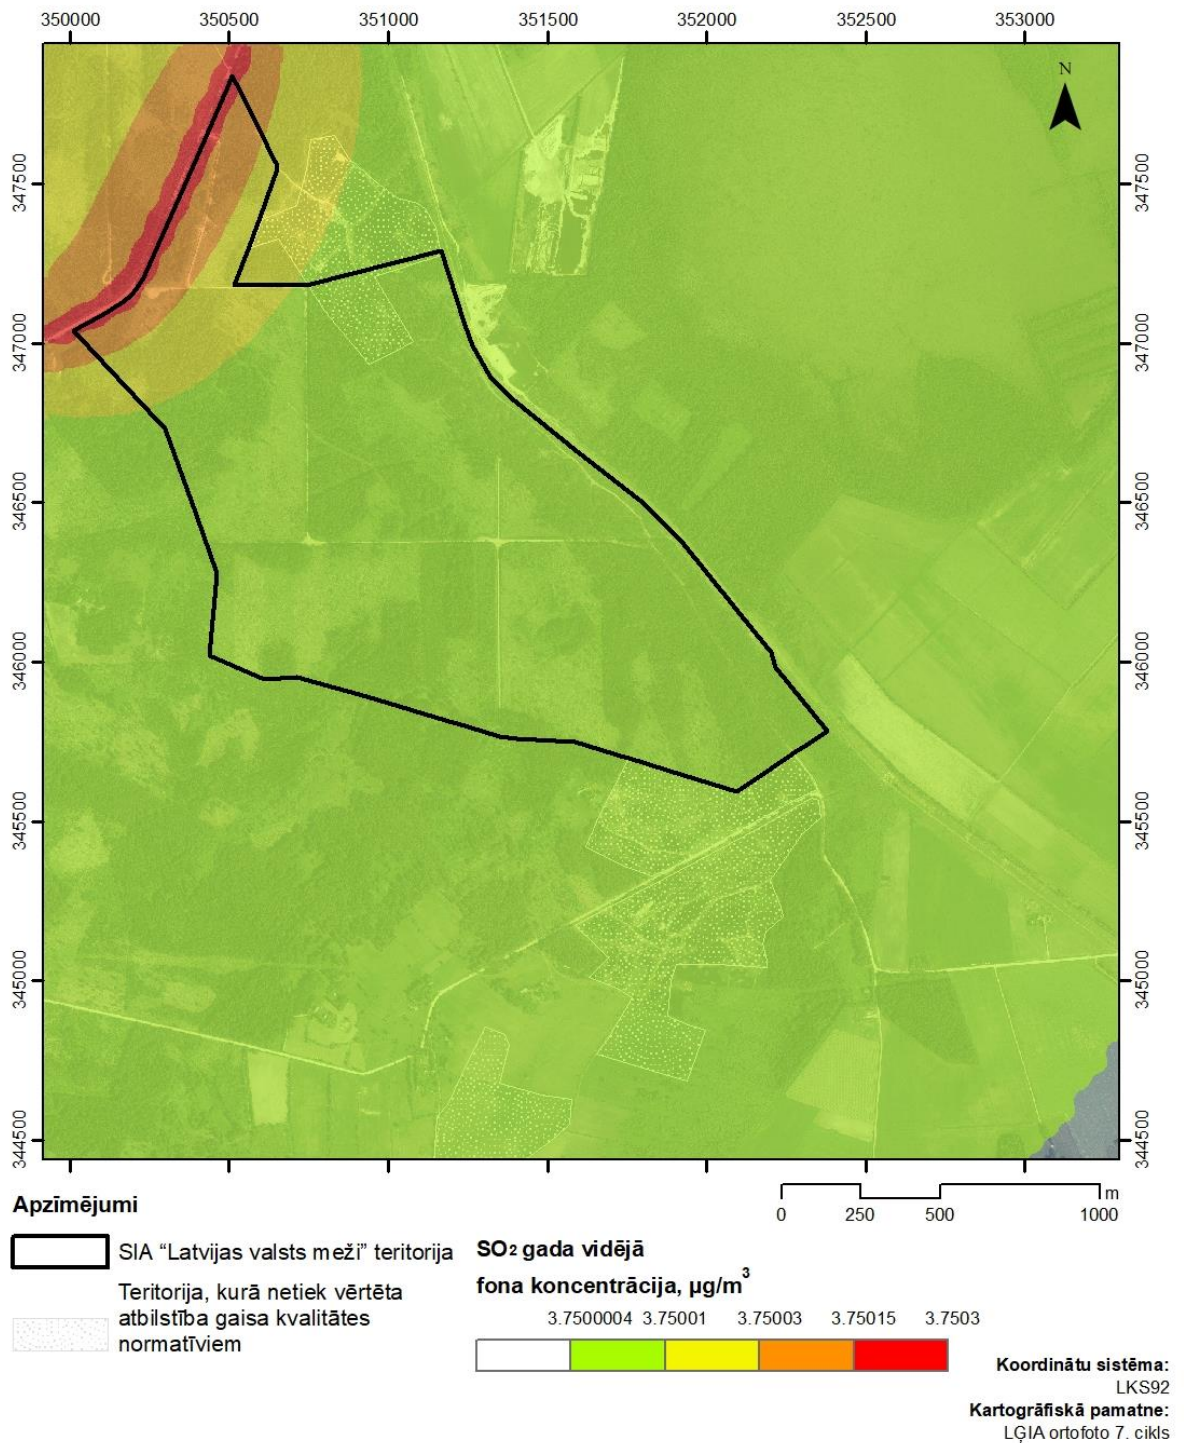 350000 350500 351000 351500 352000 352500 353000
N
347500 347500
347000 347000
346500 346500
346000 346000
345500 345500
345000 345000
344500 344500
Apzīmējumi
SIA “Latvijas valsts meži” teritorija
Teritorija, kurā netiek vērtēta
atbilstība gaisa kvalitātes
normatīviem
m
0 250 500 1000
SO2 gada vidējā
fona koncentrācija, µg/m³
3.7500004 3.75001 3.75003 3.75015 3.7503
Koordinātu sistēma:
LKS92
Kartogrāfiskā pamatne:
LĢIA ortofoto 7. cikls